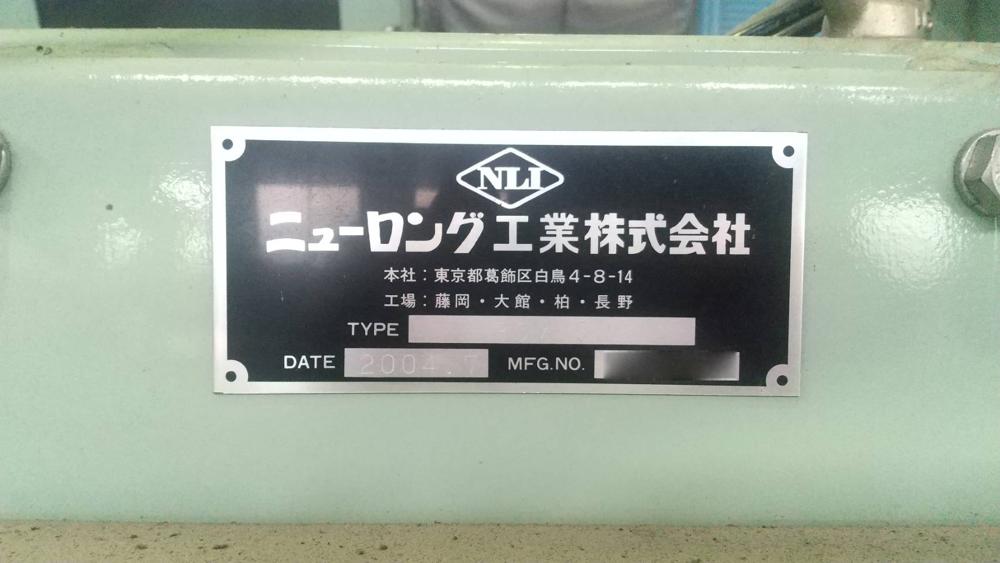 NLI
ニューロング工業株式会社
本社：東京都葛飾区白鳥4-8-14
工場：藤岡・大館・柏・長野
TYPE
DATE 2004.7 MFG.NO.